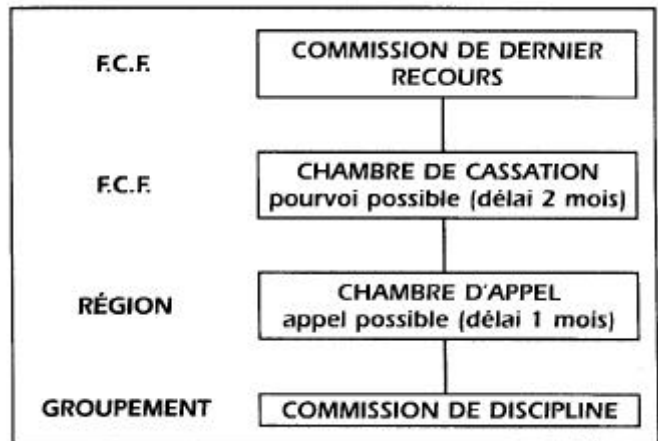 F.C.F.
COMMISSION DE DERNIER
RECOURS
F.C.F.
CHAMBRE DE CASSATION
pourvoi possible (délai 2 mois)
RÉGION
CHAMBRE D'APPEL
appel possible (délai 1 mois)
GROUPEMENT
COMMISSION DE DISCIPLINE